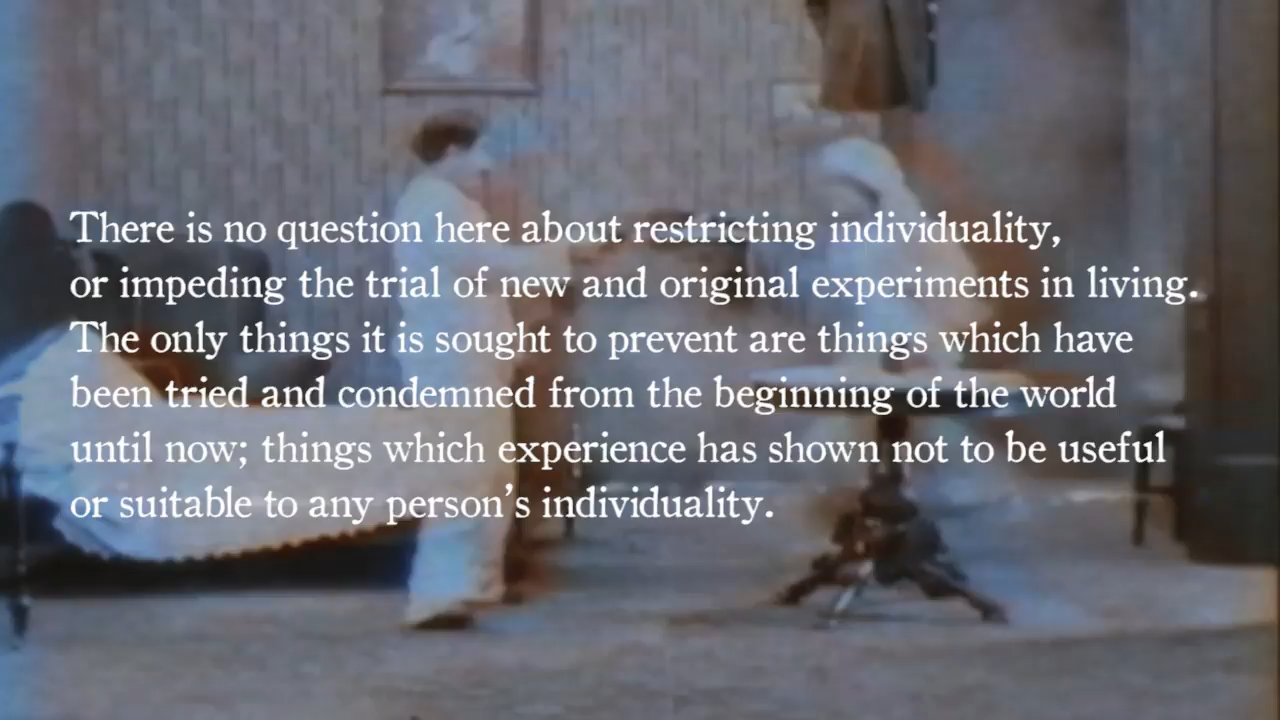 There is no question here about restricting individuality,
or impeding the trial of new and original experiments in living.
The only things it is sought to prevent are things which have
been tried and condemned from the beginning of the world
until now; things which experience has shown not to be useful
or suitable to any person’s individuality.